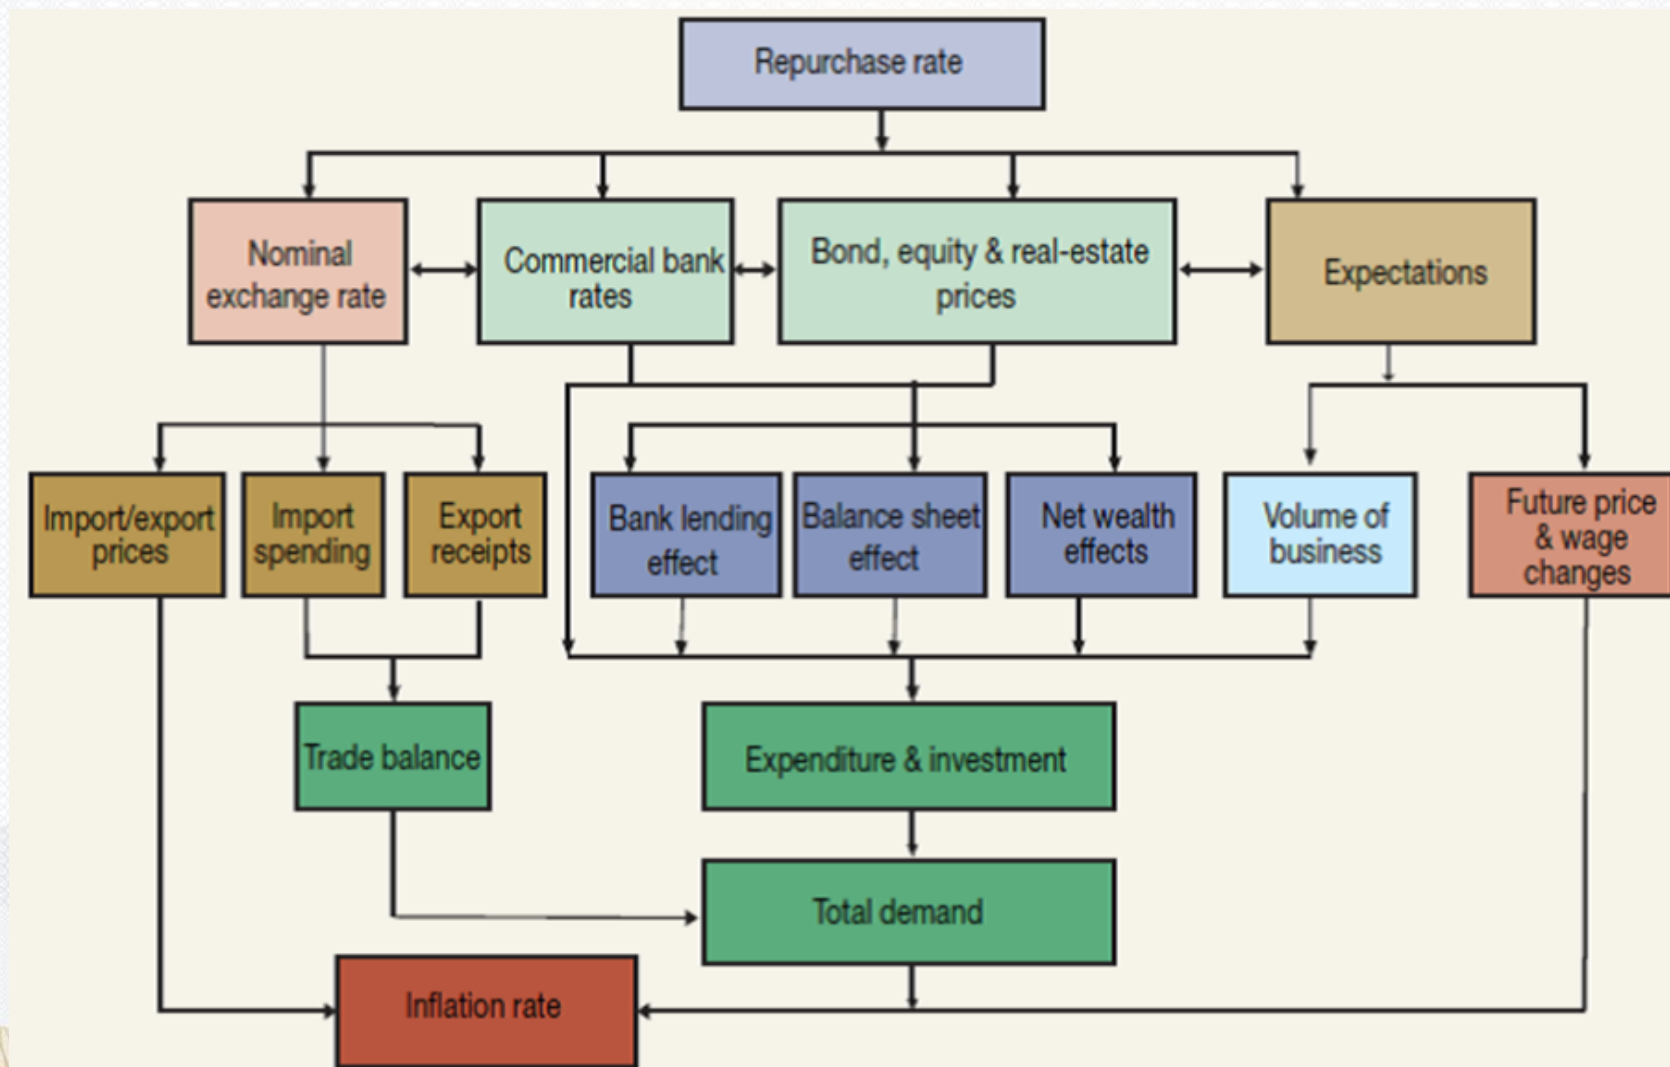 Repurchase rate
Nominal
exchange rate
Commercial bank
rates
Bond, equity & real-estate
prices
Expectations
Import/export
prices
Import
spending
Export
receipts
Bank lending
effect
Balance sheet
effect
Net wealth
effects
Volume of
business
Future price
& wage
changes
Trade balance
Expenditure & investment
Total demand
Inflation rate